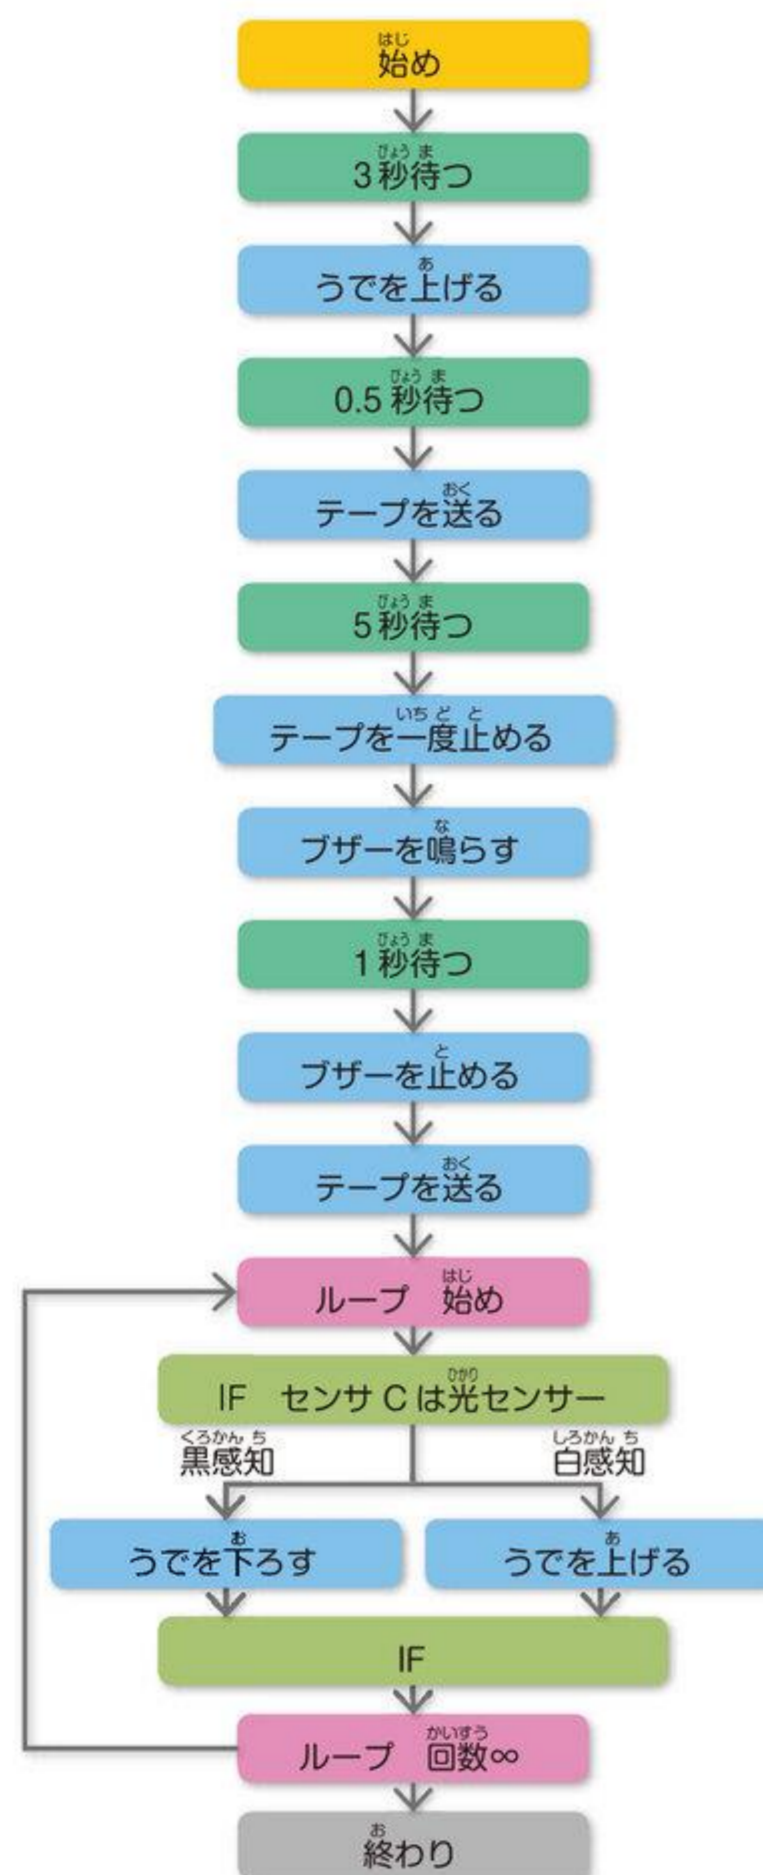 始め
3秒待つ
うでを上げる
0.5秒待つ
テープを送る
5秒待つ
テープを一度止める
ブザーを鳴らす
1秒待つ
ブザーを止める
テープを送る
ループ　始め
IF　センサCは光センサー
黒感知　白感知
うでを下ろす　うでを上げる
IF
ループ　回数∞
終わり